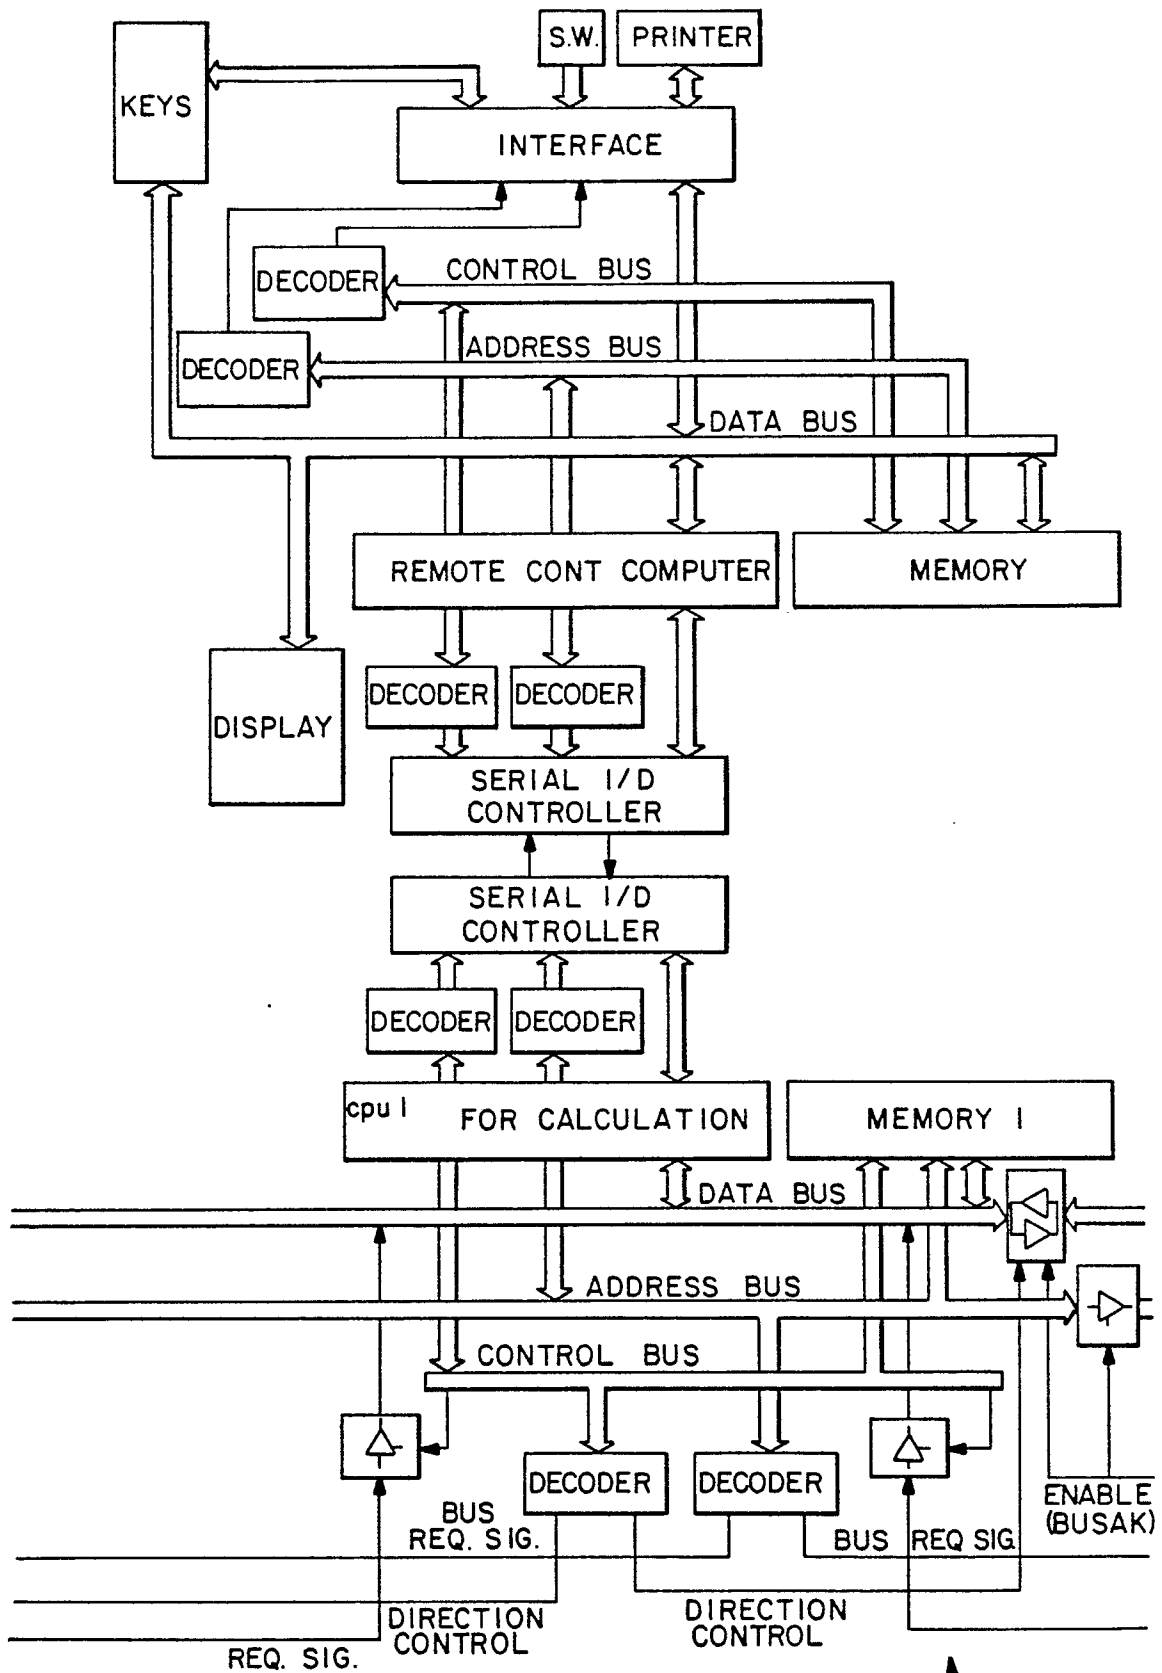 S.W.
PRINTER
KEYS
INTERFACE
DECODER
CONTROL BUS
DECODER
ADDRESS BUS
DATA BUS
REMOTE CONT COMPUTER
MEMORY
DECODER
DECODER
DISPLAY
SERIAL I/D
CONTROLLER
SERIAL I/D
CONTROLLER
DECODER
DECODER
cpu I
FOR CALCULATION
MEMORY I
DATA BUS
ADDRESS BUS
CONTROL BUS
DECODER
DECODER
ENABLE
(BUSAK)
BUS
REQ. SIG.
BUS REQ SIG.
DIRECTION
CONTROL
DIRECTION
CONTROL
REQ. SIG.